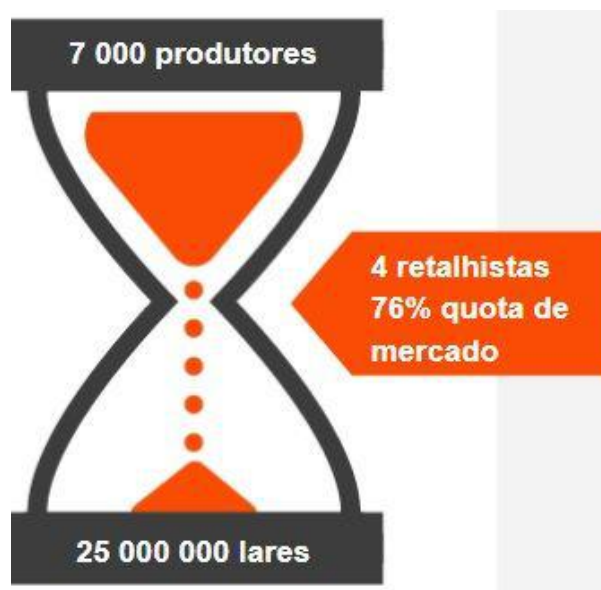 7 000 produtores
4 retalhistas
76% quota de
mercado
25 000 000 lares